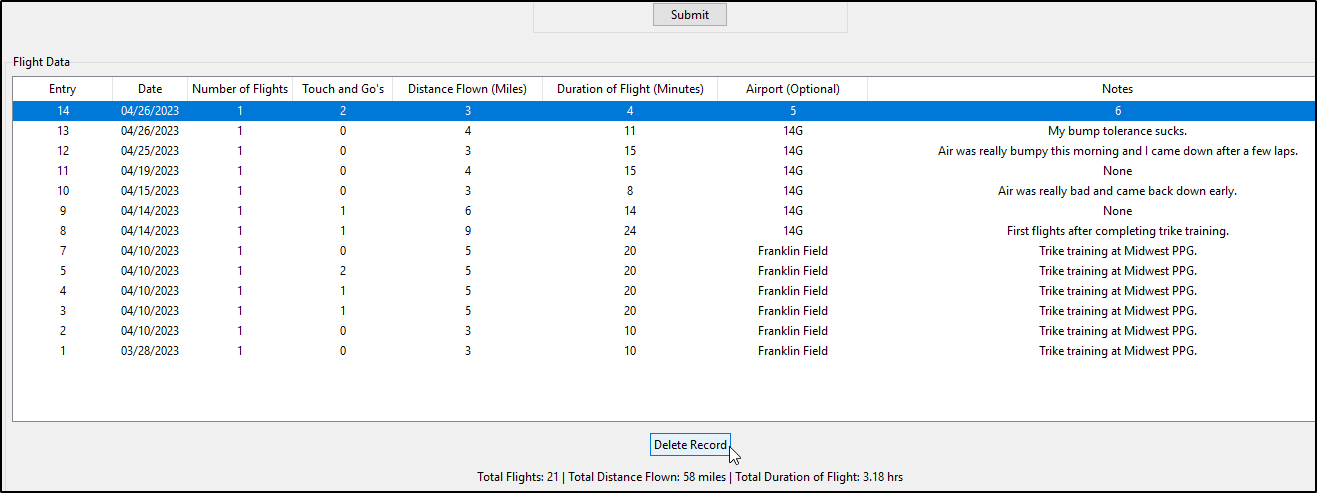 Submit
Flight Data
Entry Date Number of Flights Touch and Go's Distance Flown (Miles) Duration of Flight (Minutes) Airport (Optional) Notes
14 04/26/2023 1 2 3 4 5 6
13 04/26/2023 1 0 4 11 14G My bump tolerance sucks.
12 04/25/2023 1 0 3 15 14G Air was really bumpy this morning and I came down after a few laps.
11 04/19/2023 1 0 4 15 14G None
10 04/15/2023 1 0 3 8 14G Air was really bad and came back down early.
9 04/14/2023 1 1 6 14 14G None
8 04/14/2023 1 1 9 24 14G First flights after completing trike training.
7 04/10/2023 1 0 5 20 Franklin Field Trike training at Midwest PPG.
5 04/10/2023 1 2 5 20 Franklin Field Trike training at Midwest PPG.
4 04/10/2023 1 1 5 20 Franklin Field Trike training at Midwest PPG.
3 04/10/2023 1 1 5 20 Franklin Field Trike training at Midwest PPG.
2 04/10/2023 1 0 3 10 Franklin Field Trike training at Midwest PPG.
1 03/28/2023 1 0 3 10 Franklin Field Trike training at Midwest PPG.
Delete Record
Total Flights: 21 | Total Distance Flown: 58 miles | Total Duration of Flight: 3.18 hrs